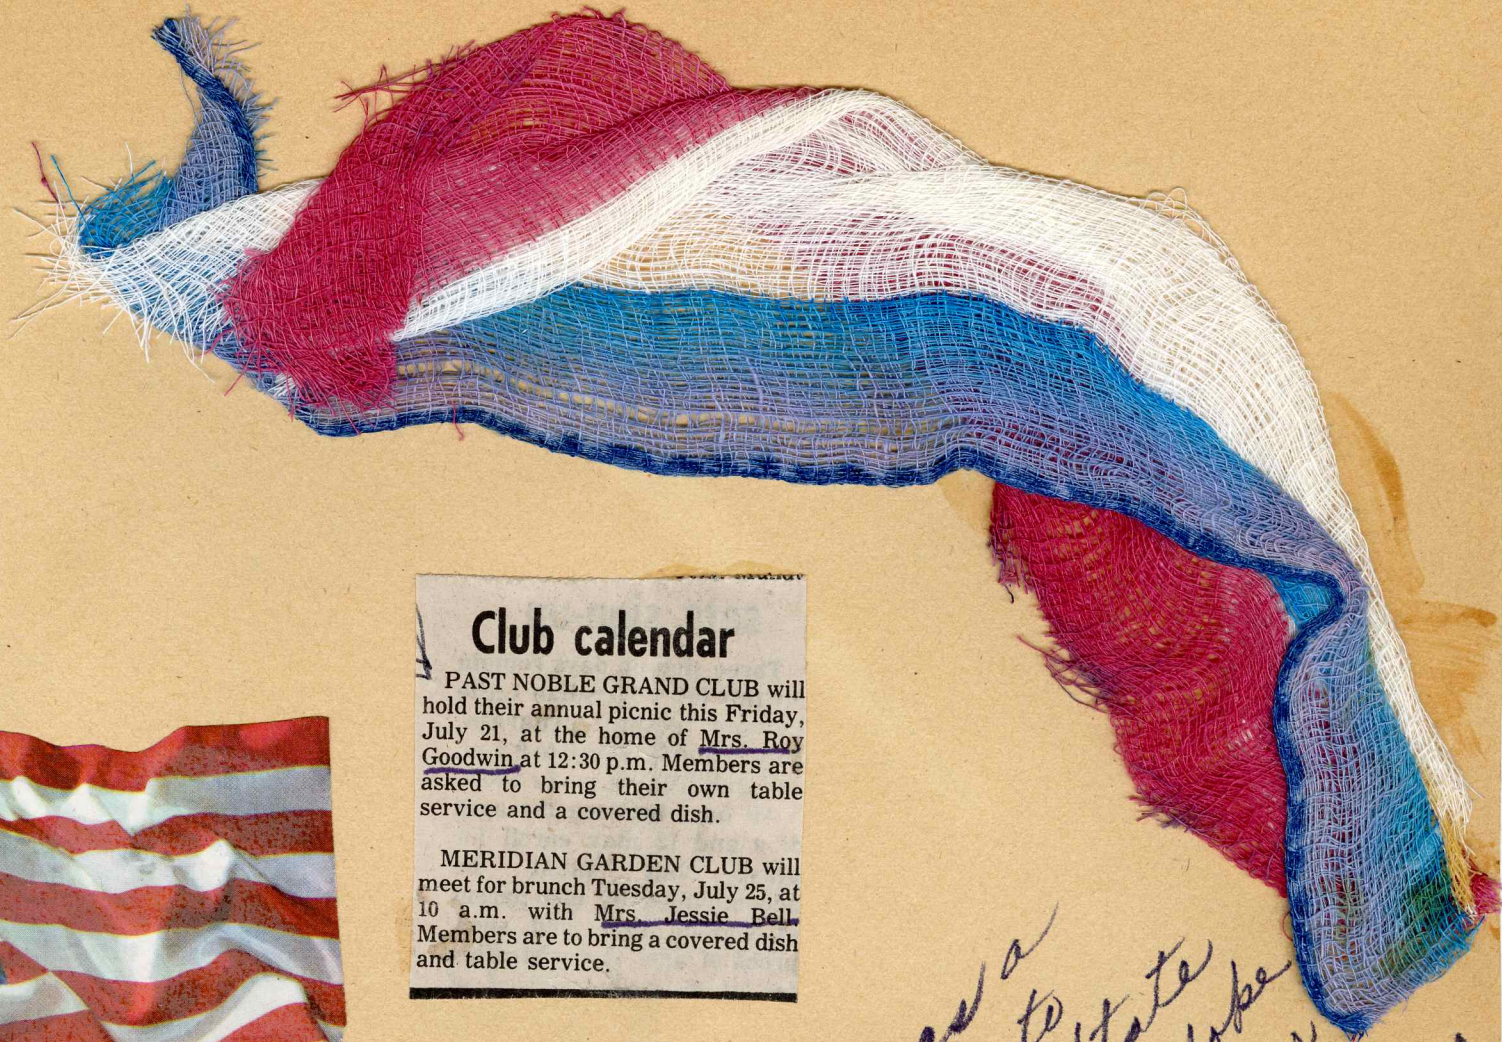 Club calendar
PAST NOBLE GRAND CLUB will
hold their annual picnic this Friday,
July 21, at the home of Mrs. Roy
Goodwin at 12:30 p.m. Members are
asked to bring their own table
service and a covered dish.
MERIDIAN GARDEN CLUB will
meet for brunch Tuesday, July 25, at
10 a.m. with Mrs. Jessie Bell.
Members are to bring a covered dish
and table service.
a
to state